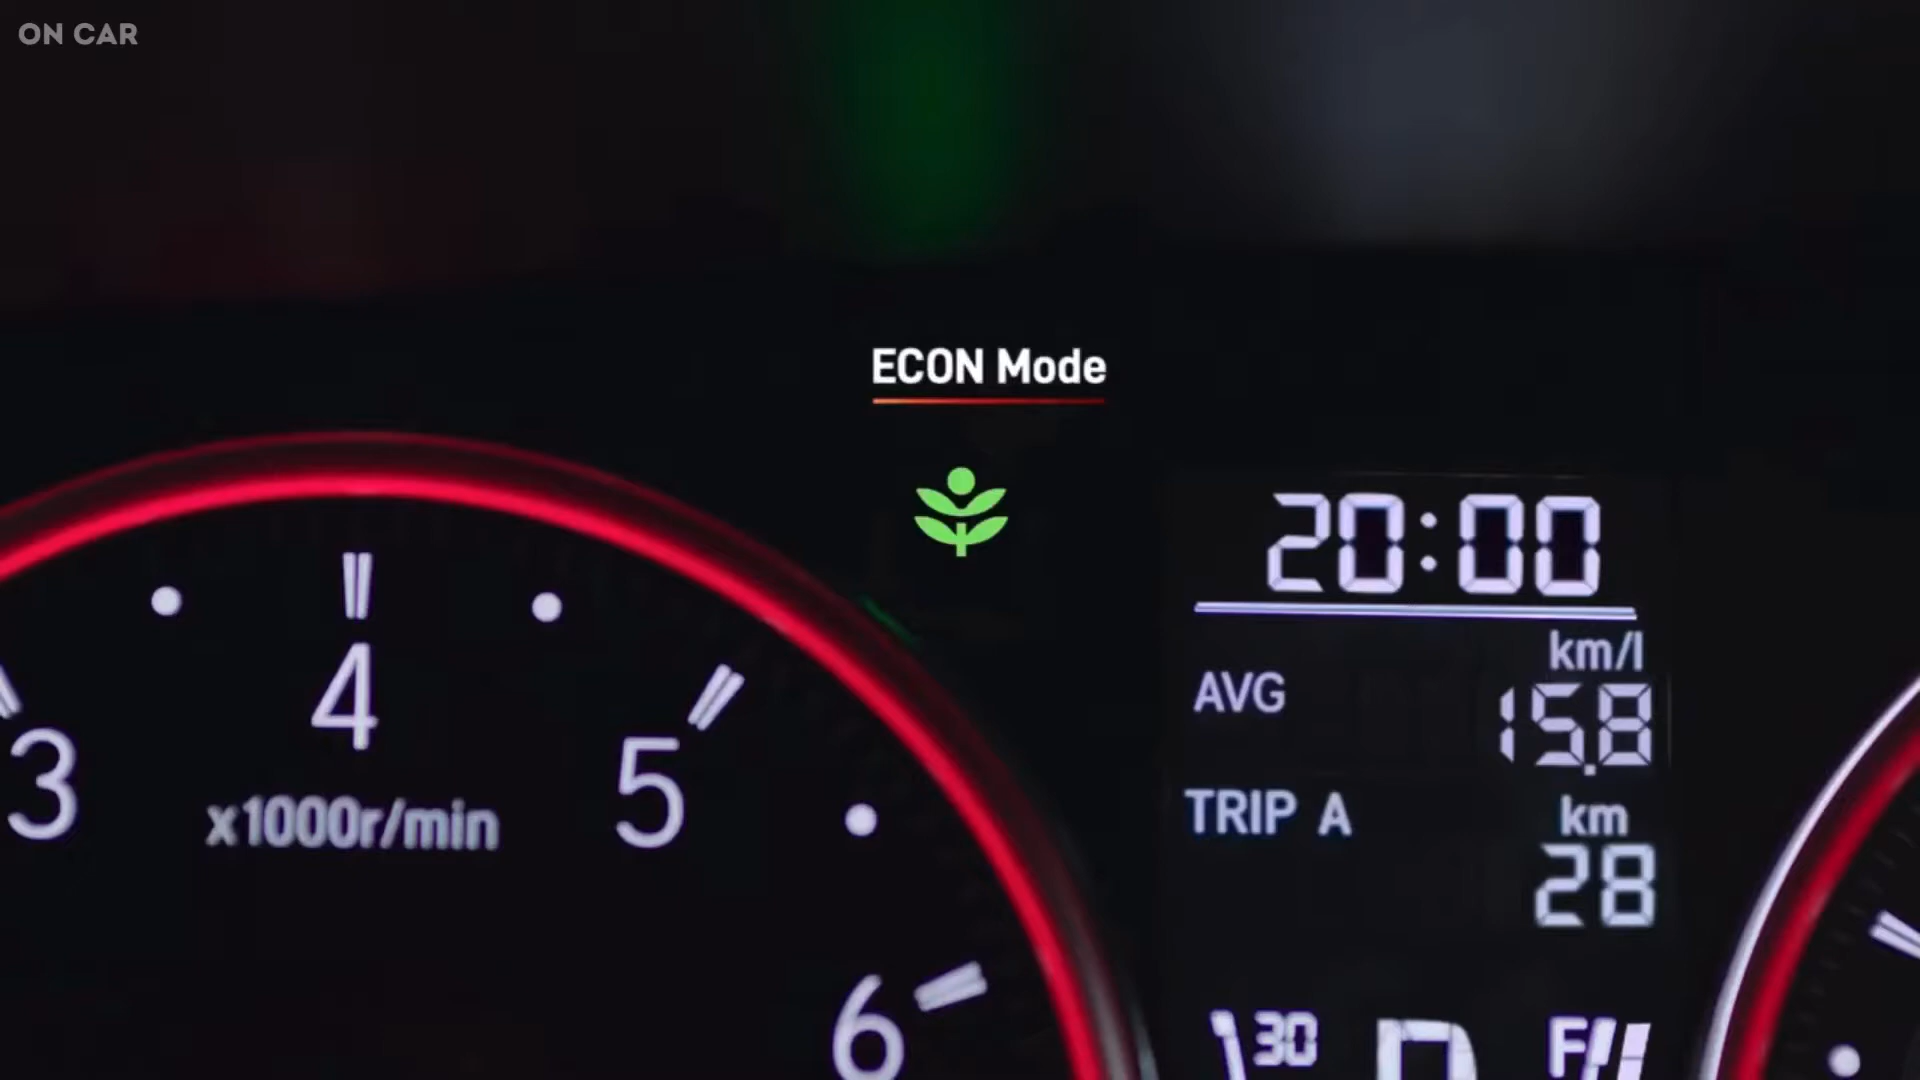 ON CAR
ECON Mode
20:00
km/l
AVG 15.8
TRIP A km
28
3 4 5 6
x1000r/min
30
F